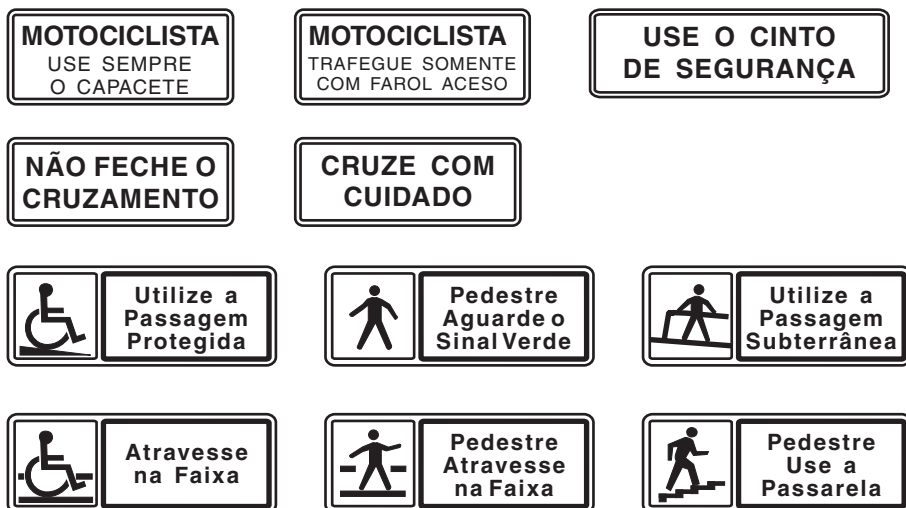 MOTOCICLISTA
USE SEMPRE
O CAPACETE
MOTOCICLISTA
TRAFEGUE SOMENTE
COM FAROL ACESO
USE O CINTO
DE SEGURANÇA
NÃO FECHE O
CRUZAMENTO
CRUZE COM
CUIDADO
Utilize a
Passagem
Protegida
Pedestre
Aguarde o
Sinal Verde
Utilize a
Passagem
Subterrânea
Atravesse
na Faixa
Pedestre
Atravesse
na Faixa
Pedestre
Use a
Passarela